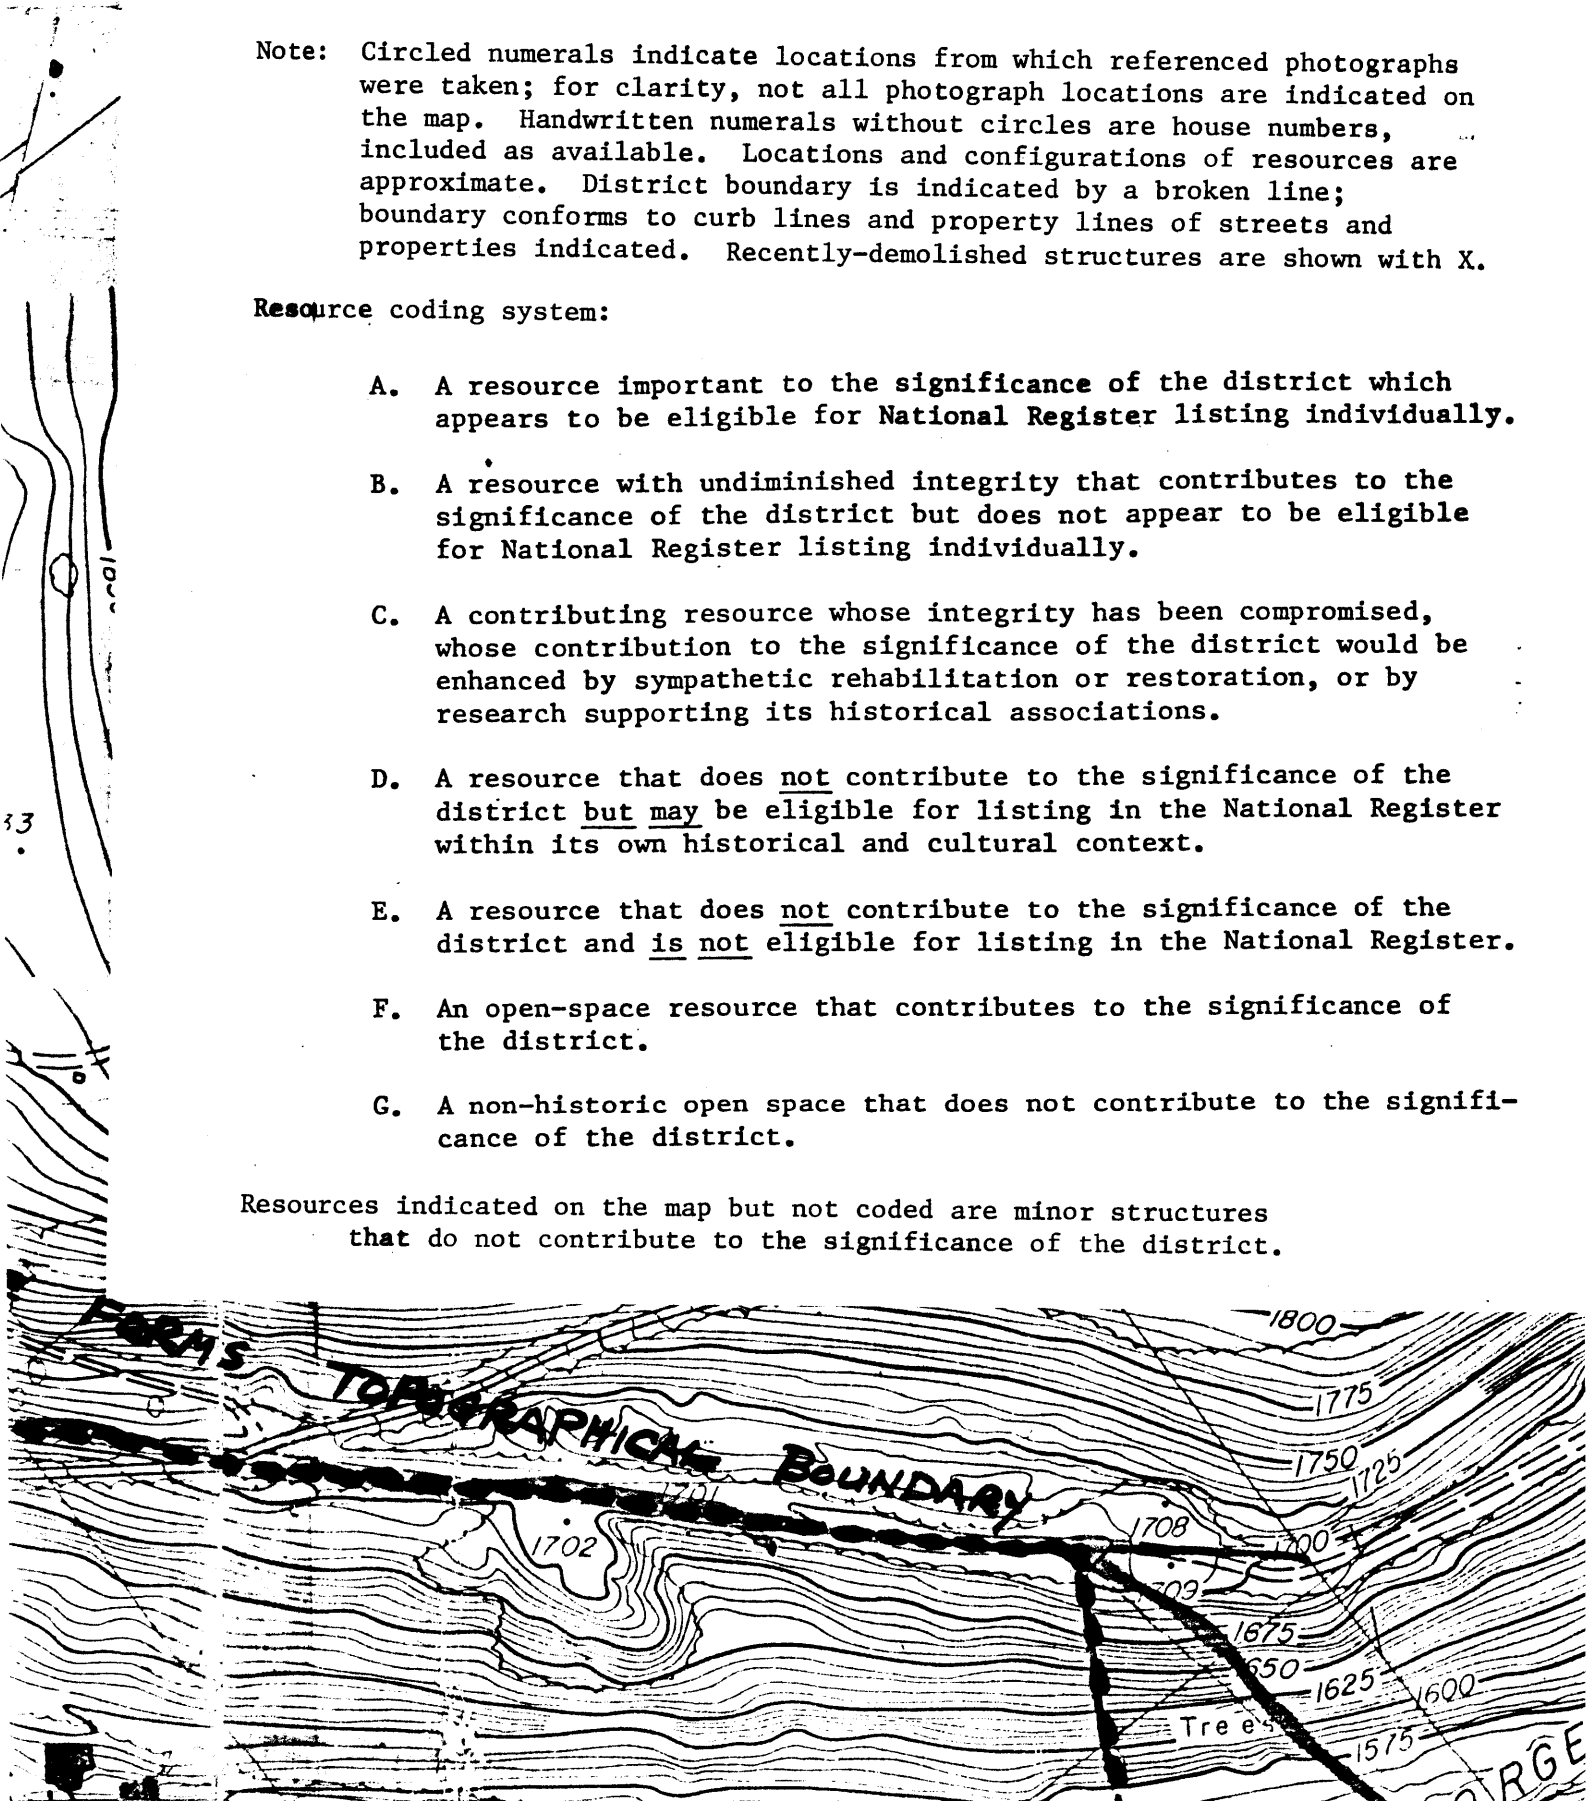 Note: Circled numerals indicate locations from which referenced photographs
were taken; for clarity, not all photograph locations are indicated on
the map. Handwritten numerals without circles are house numbers,
included as available. Locations and configurations of resources are
approximate. District boundary is indicated by a broken line;
boundary conforms to curb lines and property lines of streets and
properties indicated. Recently-demolished structures are shown with X.
Resource coding system:
A. A resource important to the significance of the district which
appears to be eligible for National Register listing individually.
B. A resource with undiminished integrity that contributes to the
significance of the district but does not appear to be eligible
for National Register listing individually.
C. A contributing resource whose integrity has been compromised,
whose contribution to the significance of the district would be
enhanced by sympathetic rehabilitation or restoration, or by
research supporting its historical associations.
D. A resource that does not contribute to the significance of the
district but may be eligible for listing in the National Register
within its own historical and cultural context.
E. A resource that does not contribute to the significance of the
district and is not eligible for listing in the National Register.
F. An open-space resource that contributes to the significance of
the district.
G. A non-historic open space that does not contribute to the signifi-
cance of the district.
Resources indicated on the map but not coded are minor structures
that do not contribute to the significance of the district.
FORMS TOPOGRAPHICAL BOUNDARY
1800
1775
1750
1725
1701
1708
1700
1702
1709
1675
1650
1625
1600
Trees
1575